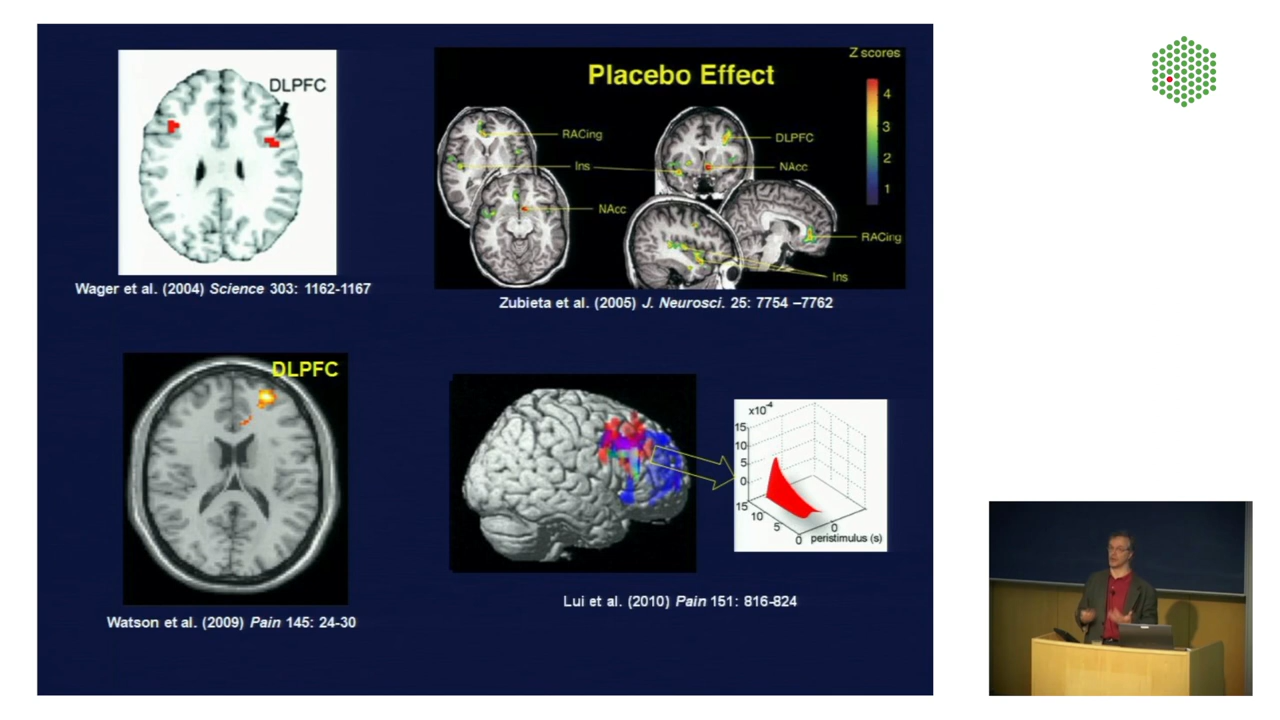 DLPFC
Wager et al. (2004) Science 303: 1162-1167
Placebo Effect
Z scores
4
3
2
1
RACing
Ins
NAcc
DLPFC
NAcc
RACing
Ins
Zubieta et al. (2005) J. Neurosci. 25: 7754 –7762
DLPFC
Watson et al. (2009) Pain 145: 24-30
x10-4
15
10
5
0
15
10
5
0
0
peristimulus (s)
Lui et al. (2010) Pain 151: 816-824